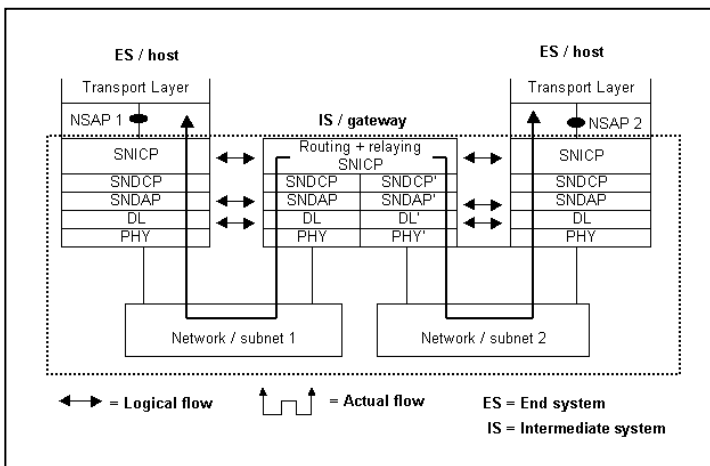 ES / host
ES / host
Transport Layer
Transport Layer
NSAP 1
IS / gateway
NSAP 2
SNICP
Routing + relaying
SNICP
SNICP
SNDCP
SNDCP
SNDCP'
SNDCP
SNDAP
SNDAP
SNDAP'
SNDAP
DL
DL
DL'
DL
PHY
PHY
PHY'
PHY
Network / subnet 1
Network / subnet 2
= Logical flow
= Actual flow
ES = End system
IS = Intermediate system